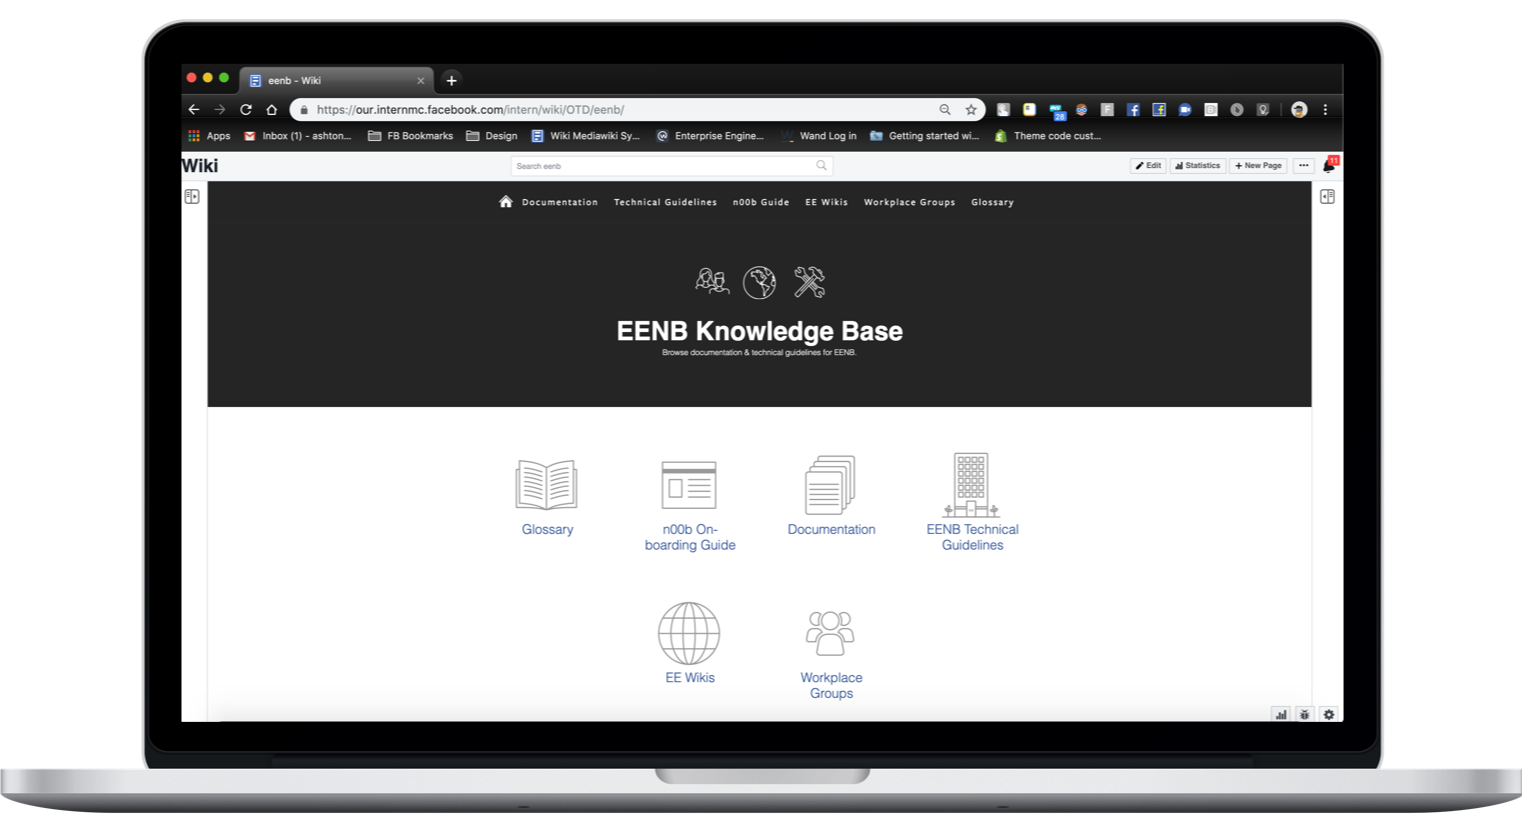 eenb - Wiki
https://our.internmc.facebook.com/intern/wiki/OTD/eenb/
28
Apps
Inbox (1) - ashton...
FB Bookmarks
Design
Wiki Mediawiki Sy...
Enterprise Engine...
Wand Log in
Getting started wi...
Theme code cust...
Wiki
Search eenb
Edit
Statistics
+ New Page
11
Documentation
Technical Guidelines
n00b Guide
EE Wikis
Workplace Groups
Glossary
EENB Knowledge Base
Browse documentation & technical guidelines for EENB.
Glossary
n00b On-
boarding Guide
Documentation
EENB Technical
Guidelines
EE Wikis
Workplace
Groups